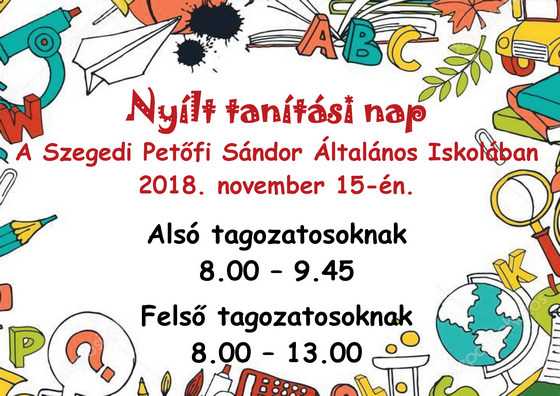 ABC
W
Nyílt tanítási nap
A Szegedi Petőfi Sándor Általános Iskolában
2018. november 15-én.
Alsó tagozatosoknak
8.00 – 9.45
K
Felső tagozatosoknak
8.00 – 13.00
P
?